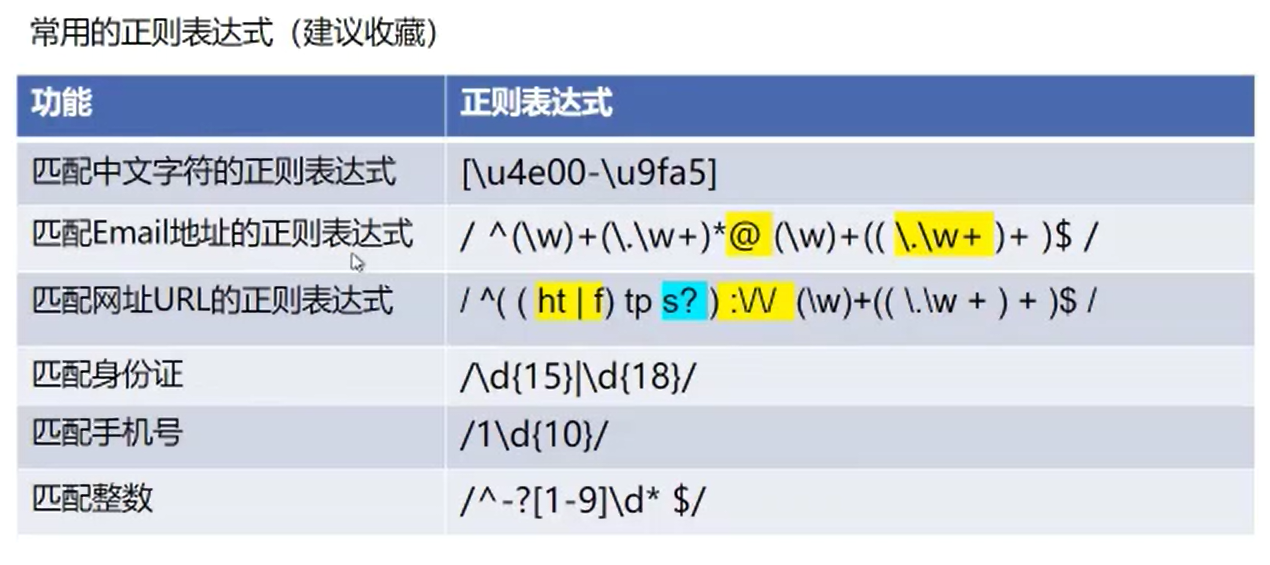 常用的正则表达式（建议收藏）
功能 正则表达式
匹配中文字符的正则表达式 [\u4e00-\u9fa5]
匹配Email地址的正则表达式 / ^(\w)+(\.\w+)*@ (\w)+(( \.\w+ )+ )$ /
匹配网址URL的正则表达式 / ^( ( ht | f) tp s? ) :\/\/ (\w)+(( \.\w + ) + )$ /
匹配身份证 /\d{15}|\d{18}/
匹配手机号 /1\d{10}/
匹配整数 /^-?[1-9]\d* $/